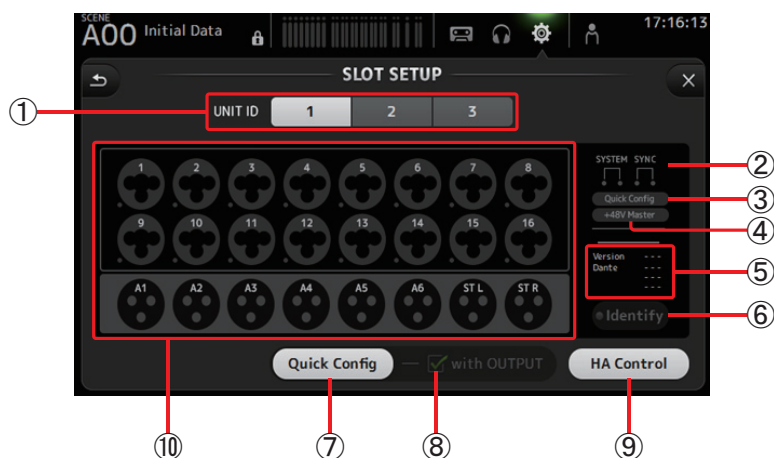 SCENE
A00 Initial Data
17:16:13
SLOT SETUP
① UNIT ID 1 2 3
1 2 3 4 5 6 7 8
9 10 11 12 13 14 15 16
A1 A2 A3 A4 A5 A6 ST L ST R
SYSTEM SYNC ②
Quick Config ③
+48V Master ④
Version ---
Dante ---
---
--- ⑤
Identify ⑥
Quick Config with OUTPUT HA Control
⑩ ⑦ ⑧ ⑨